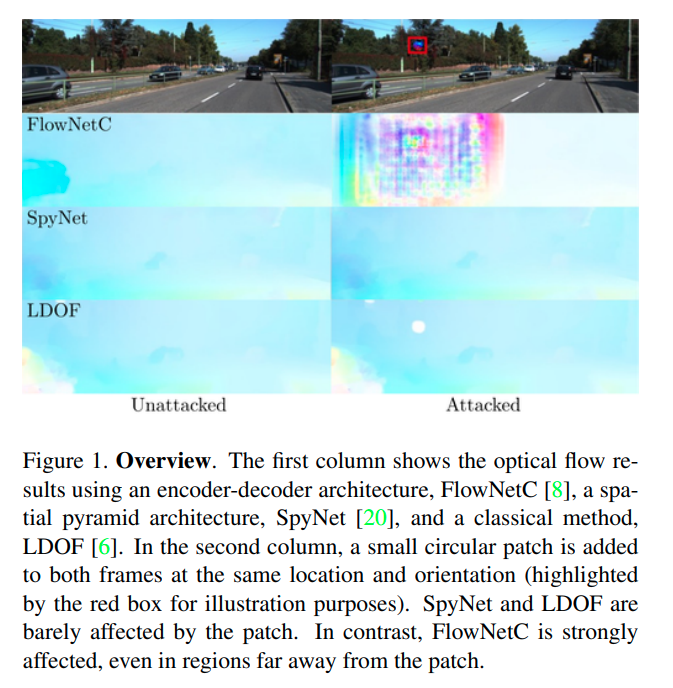 FlowNetC
SpyNet
LDOF
Unattacked
Attacked
Figure 1. Overview. The first column shows the optical flow re-
sults using an encoder-decoder architecture, FlowNetC [8], a spa-
tial pyramid architecture, SpyNet [20], and a classical method,
LDOF [6]. In the second column, a small circular patch is added
to both frames at the same location and orientation (highlighted
by the red box for illustration purposes). SpyNet and LDOF are
barely affected by the patch. In contrast, FlowNetC is strongly
affected, even in regions far away from the patch.